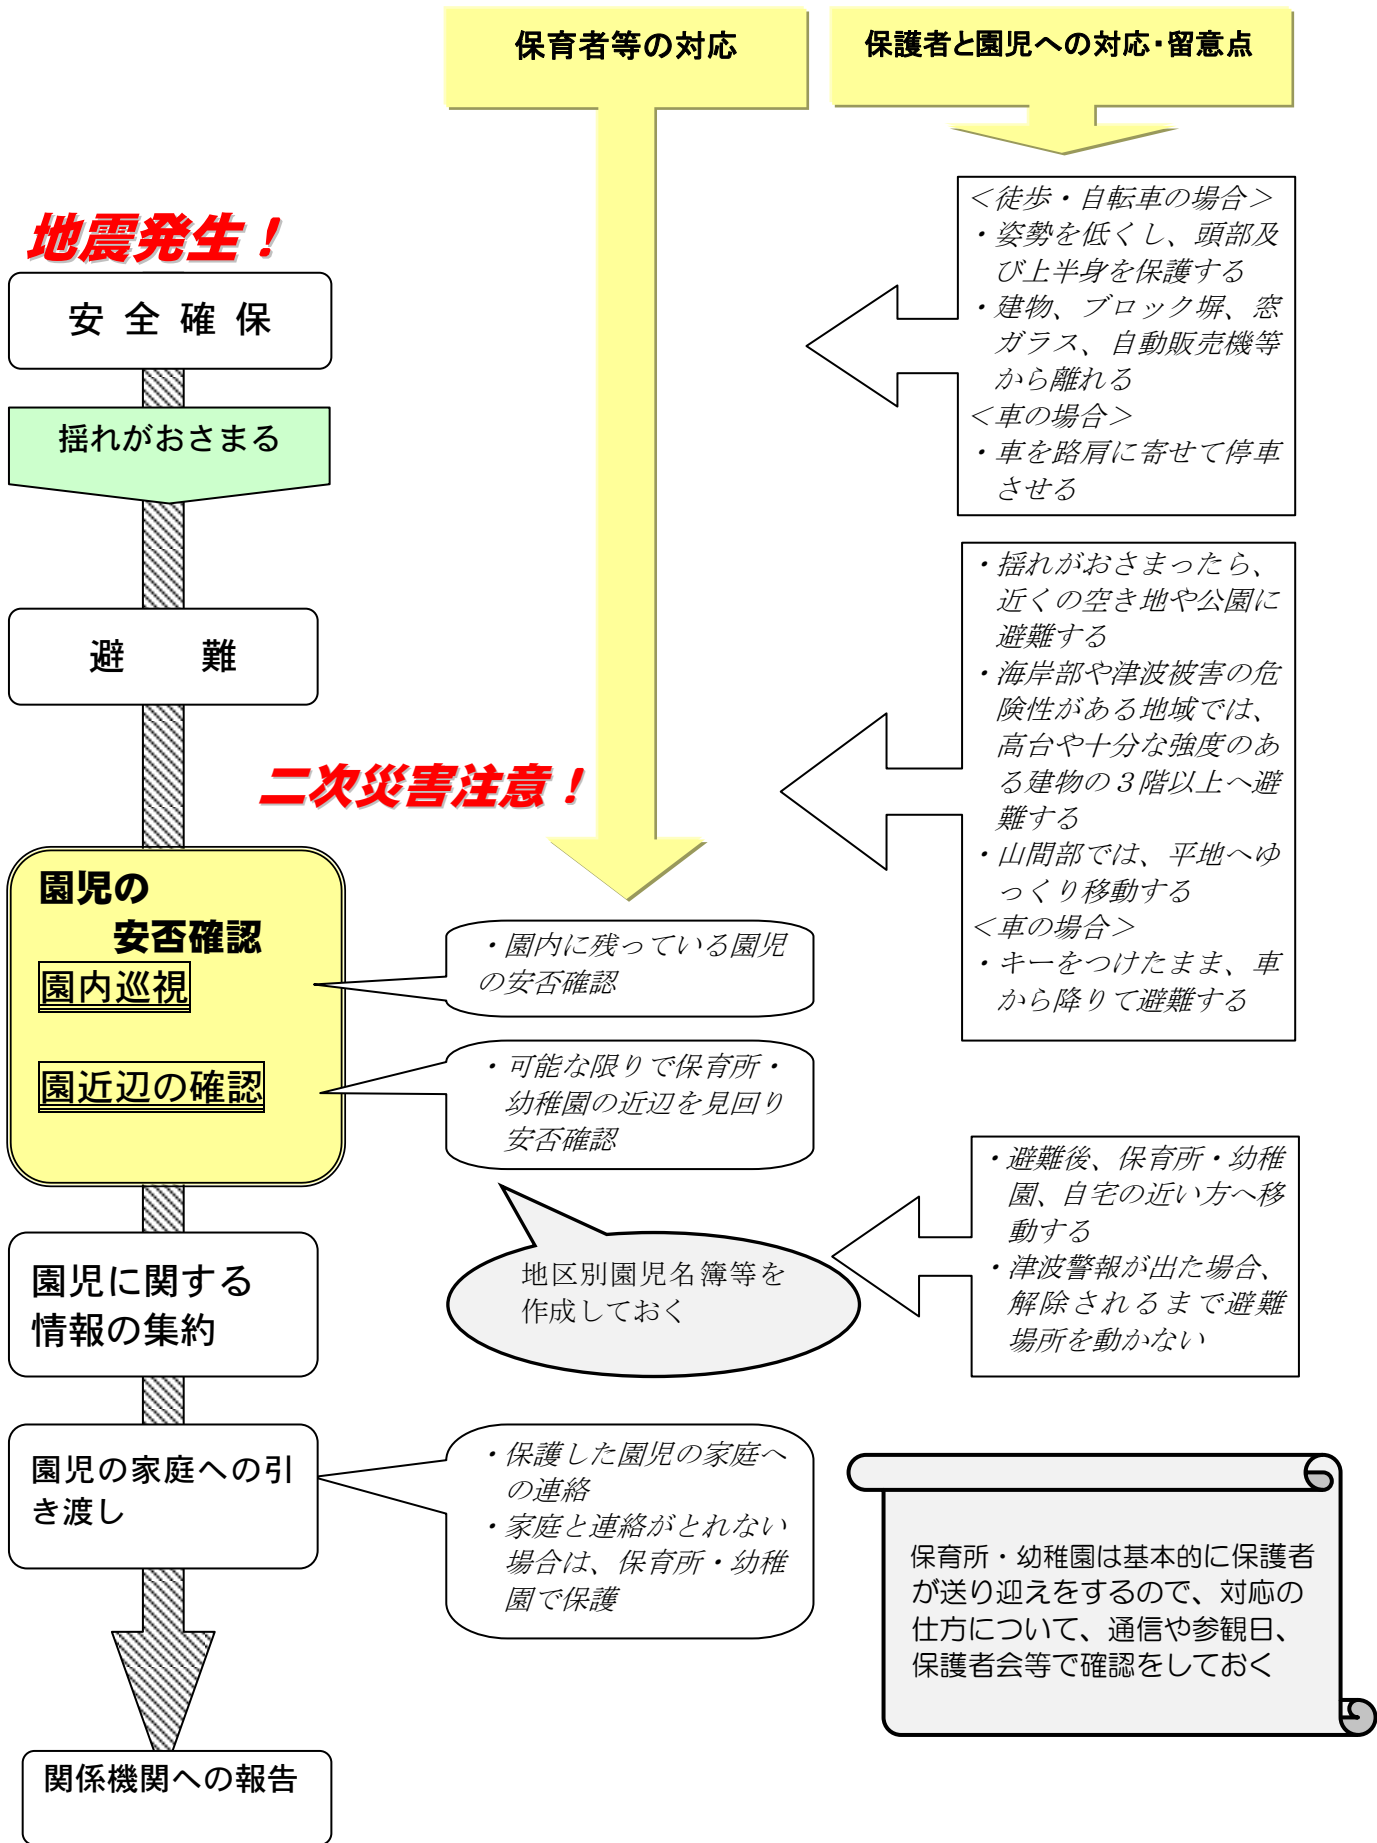 保育者等の対応
保護者と園児への対応・留意点
地震発生！
安全確保
揺れがおさまる
避　　難
二次災害注意！
園児の
安否確認
園内巡視
園近辺の確認
園児に関する
情報の集約
園児の家庭への引
き渡し
関係機関への報告
・園内に残っている園児
の安否確認
・可能な限りで保育所・
幼稚園の近辺を見回り
安否確認
地区別園児名簿等を
作成しておく
・保護した園児の家庭へ
の連絡
・家庭と連絡がとれない
場合は、保育所・幼稚
園で保護
＜徒歩・自転車の場合＞
・姿勢を低くし、頭部及
び上半身を保護する
・建物、ブロック塀、窓
ガラス、自動販売機等
から離れる
＜車の場合＞
・車を路肩に寄せて停車
させる
・揺れがおさまったら、
近くの空き地や公園に
避難する
・海岸部や津波被害の危
険性がある地域では、
高台や十分な強度のあ
る建物の３階以上へ避
難する
・山間部では、平地へゆ
っくり移動する
＜車の場合＞
・キーをつけたまま、車
から降りて避難する
・避難後、保育所・幼稚
園、自宅の近い方へ移
動する
・津波警報が出た場合、
解除されるまで避難
場所を動かない
保育所・幼稚園は基本的に保護者
が送り迎えをするので、対応の
仕方について、通信や参観日、
保護者会等で確認をしておく